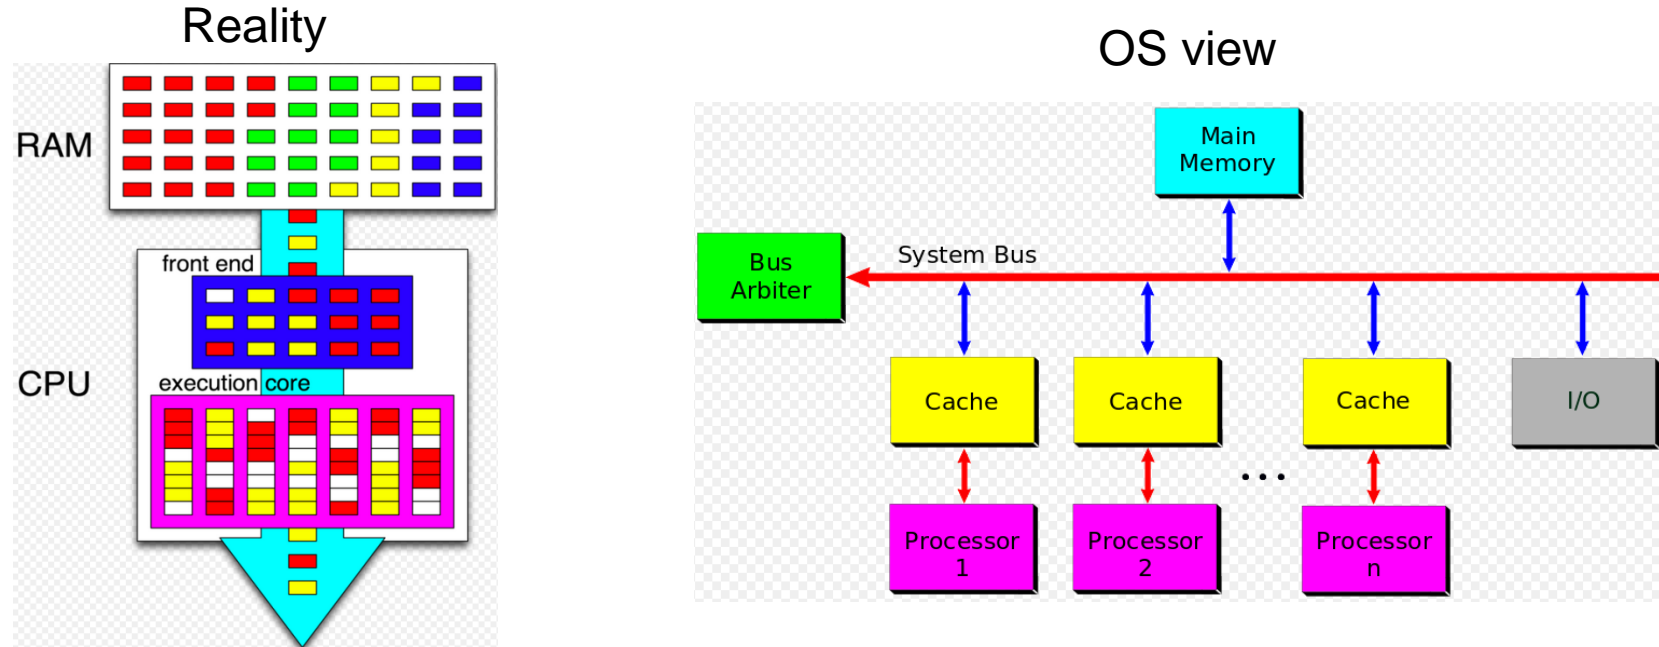 Reality
RAM
front end
CPU
execution core
OS view
Main
Memory
Bus
Arbiter
System Bus
Cache
Cache
Cache
I/O
...
Processor
1
Processor
2
Processor
n